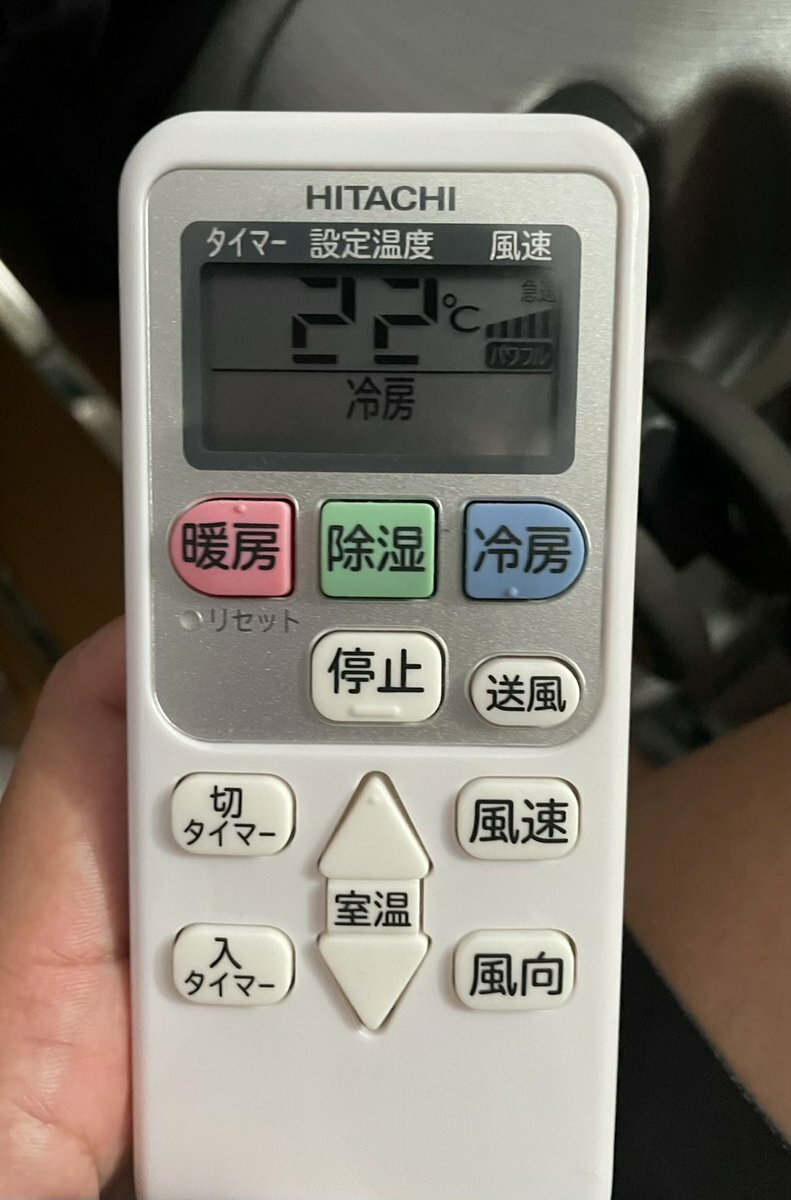 HITACHI
タイマー 設定温度 風速
急速
22℃
パワフル
冷房
暖房 除湿 冷房
リセット
停止 送風
切
タイマー
風速
室温
入
タイマー
風向